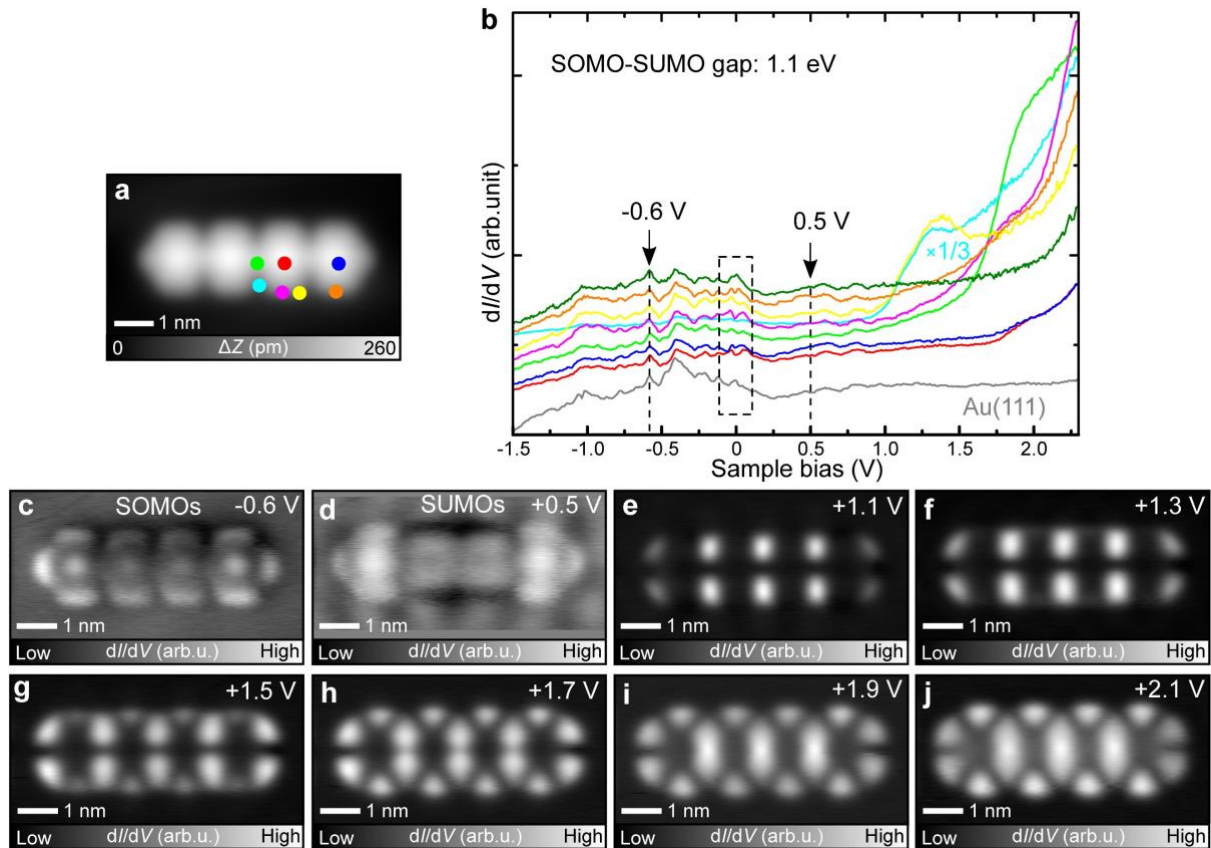 a
1 nm
0 ΔZ (pm) 260
b
SOMO-SUMO gap: 1.1 eV
dI/dV (arb.unit)
-0.6 V
0.5 V
×1/3
Au(111)
-1.5 -1.0 -0.5 0 0.5 1.0 1.5 2.0
Sample bias (V)
c SOMOs -0.6 V
1 nm
Low dI/dV (arb.u.) High
d SUMOs +0.5 V
1 nm
Low dI/dV (arb.u.) High
e +1.1 V
1 nm
Low dI/dV (arb.u.) High
f +1.3 V
1 nm
Low dI/dV (arb.u.) High
g +1.5 V
1 nm
Low dI/dV (arb.u.) High
h +1.7 V
1 nm
Low dI/dV (arb.u.) High
i +1.9 V
1 nm
Low dI/dV (arb.u.) High
j +2.1 V
1 nm
Low dI/dV (arb.u.) High